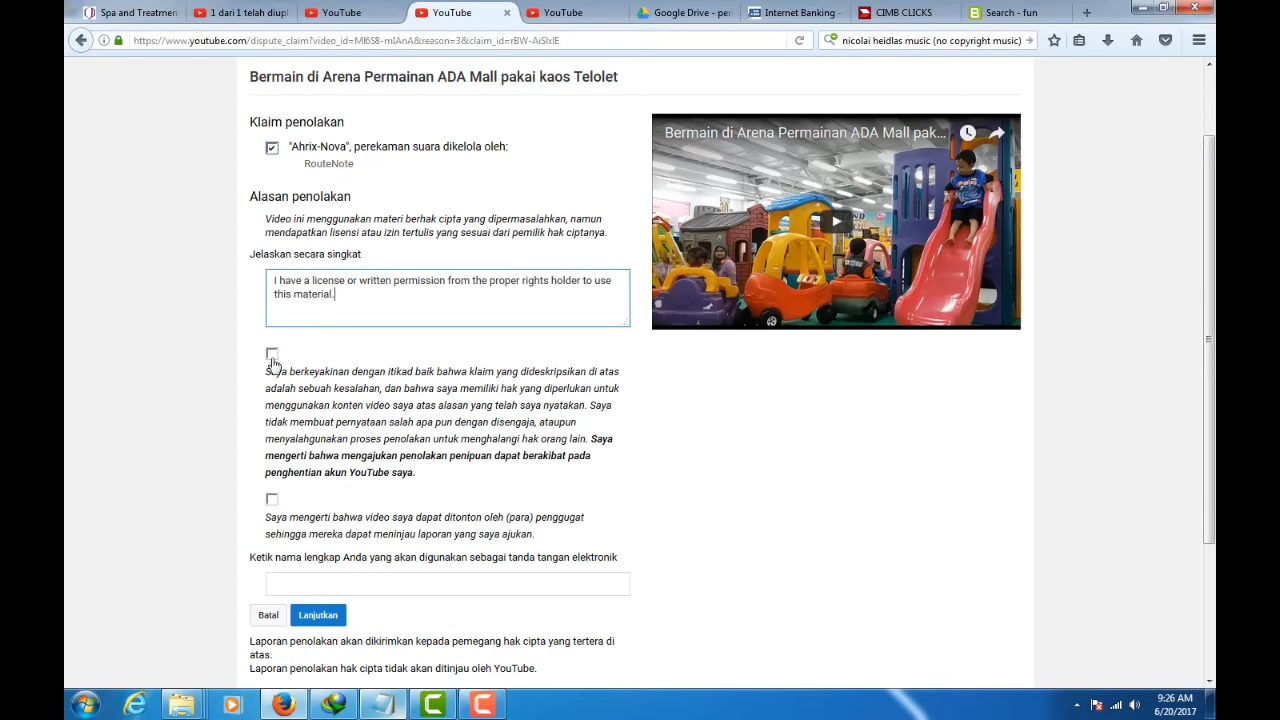 Spa and Treatment
1 dari 1 telah diupl
YouTube
YouTube
YouTube
Google Drive - per
Internet Banking -
CIMB CLICKS
Search - fun
https://www.youtube.com/dispute_claim?video_id=MI6S8-mIAnA&reason=3&claim_id=rBW-AiSlxIE
nicolai heidlas music (no copyright music)
Bermain di Arena Permainan ADA Mall pakai kaos Telolet
Klaim penolakan
"Ahrix-Nova", perekaman suara dikelola oleh:
RouteNote
Alasan penolakan
Video ini menggunakan materi berhak cipta yang dipermasalahkan, namun
mendapatkan lisensi atau izin tertulis yang sesuai dari pemilik hak ciptanya.
Jelaskan secara singkat
I have a license or written permission from the proper rights holder to use
this material.
Saya berkeyakinan dengan itikad baik bahwa klaim yang dideskripsikan di atas
adalah sebuah kesalahan, dan bahwa saya memiliki hak yang diperlukan untuk
menggunakan konten video saya atas alasan yang telah saya nyatakan. Saya
tidak membuat pernyataan salah apa pun dengan disengaja, ataupun
menyalahgunakan proses penolakan untuk menghalangi hak orang lain. Saya
mengerti bahwa mengajukan penolakan penipuan dapat berakibat pada
penghentian akun YouTube saya.
Saya mengerti bahwa video saya dapat ditonton oleh (para) penggugat
sehingga mereka dapat meninjau laporan yang saya ajukan.
Ketik nama lengkap Anda yang akan digunakan sebagai tanda tangan elektronik
Batal
Lanjutkan
Laporan penolakan akan dikirimkan kepada pemegang hak cipta yang tertera di
atas.
Laporan penolakan hak cipta tidak akan ditinjau oleh YouTube.
Bermain di Arena Permainan ADA Mall pak...
9:26 AM
6/20/2017